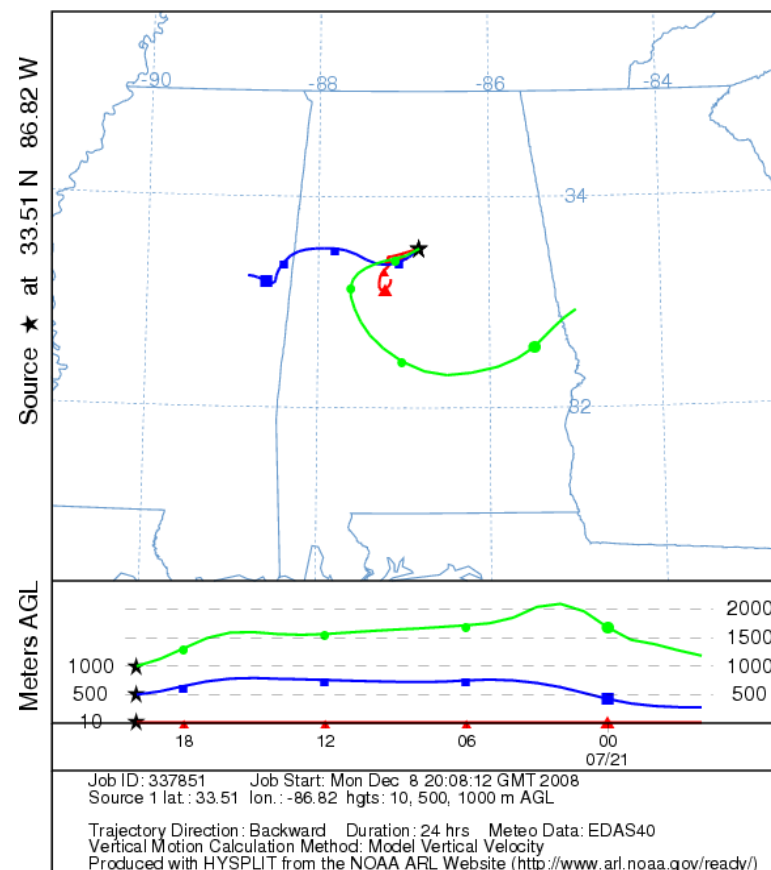 Source ★ at 33.51 N 86.82 W
-90
-88
-86
-84
34
32
Meters AGL
2000
1500
1000
1000
500
500
10
18
12
06
00
07/21
Job ID: 337851 Job Start: Mon Dec 8 20:08:12 GMT 2008
Source 1 lat.: 33.51 lon.: -86.82 hgts: 10, 500, 1000 m AGL
Trajectory Direction: Backward Duration: 24 hrs Meteo Data: EDAS40
Vertical Motion Calculation Method: Model Vertical Velocity
Produced with HYSPLIT from the NOAA ARL Website (http://www.arl.noaa.gov/ready/)